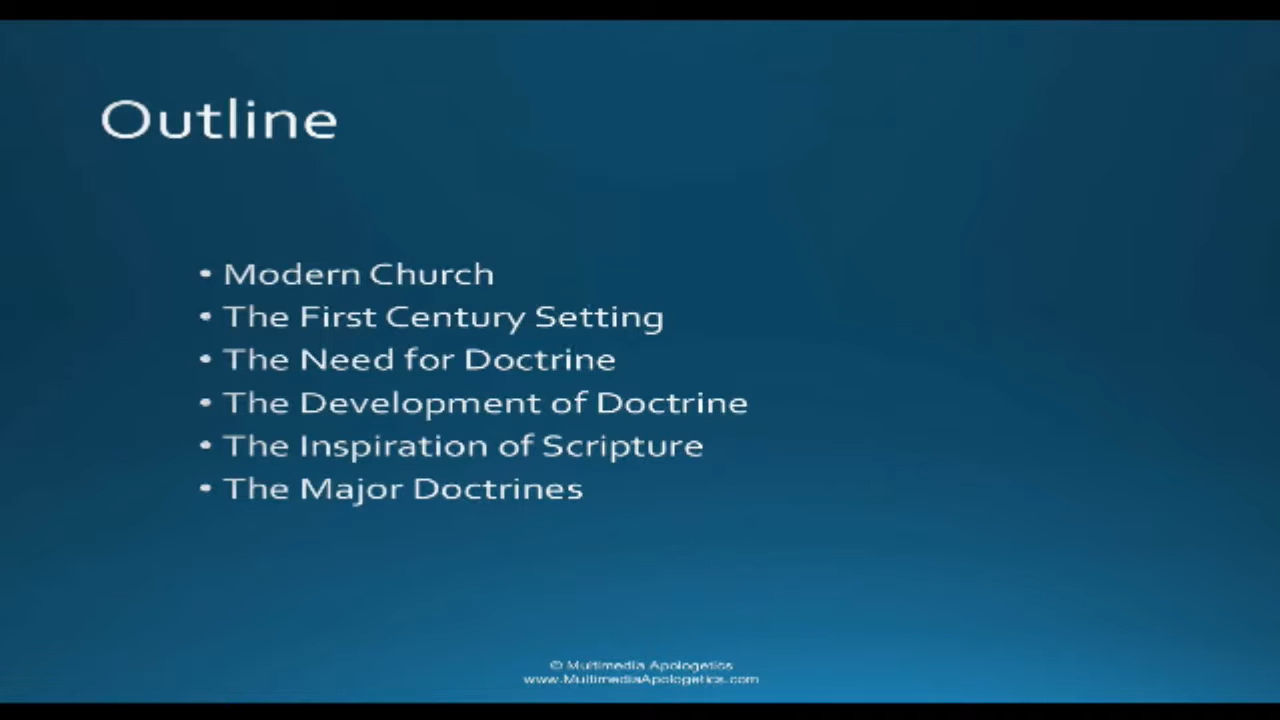 Outline
• Modern Church
• The First Century Setting
• The Need for Doctrine
• The Development of Doctrine
• The Inspiration of Scripture
• The Major Doctrines
© Multimedia Apologetics
www.MultimediaApologetics.com